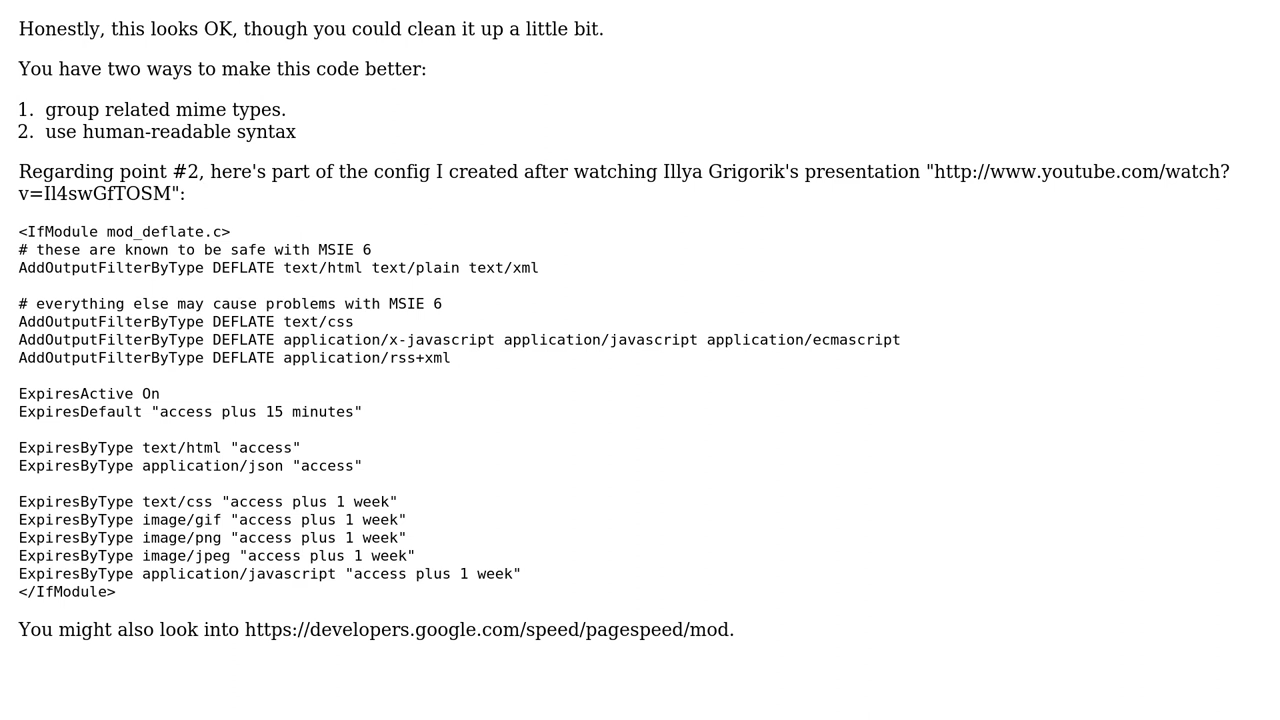 Honestly, this looks OK, though you could clean it up a little bit.
You have two ways to make this code better:
1. group related mime types.
2. use human-readable syntax
Regarding point #2, here's part of the config I created after watching Illya Grigorik's presentation "http://www.youtube.com/watch?
v=Il4swGfTOSM":
<IfModule mod_deflate.c>
# these are known to be safe with MSIE 6
AddOutputFilterByType DEFLATE text/html text/plain text/xml
# everything else may cause problems with MSIE 6
AddOutputFilterByType DEFLATE text/css
AddOutputFilterByType DEFLATE application/x-javascript application/javascript application/ecmascript
AddOutputFilterByType DEFLATE application/rss+xml
ExpiresActive On
ExpiresDefault "access plus 15 minutes"
ExpiresByType text/html "access"
ExpiresByType application/json "access"
ExpiresByType text/css "access plus 1 week"
ExpiresByType image/gif "access plus 1 week"
ExpiresByType image/png "access plus 1 week"
ExpiresByType image/jpeg "access plus 1 week"
ExpiresByType application/javascript "access plus 1 week"
</IfModule>
You might also look into https://developers.google.com/speed/pagespeed/mod.